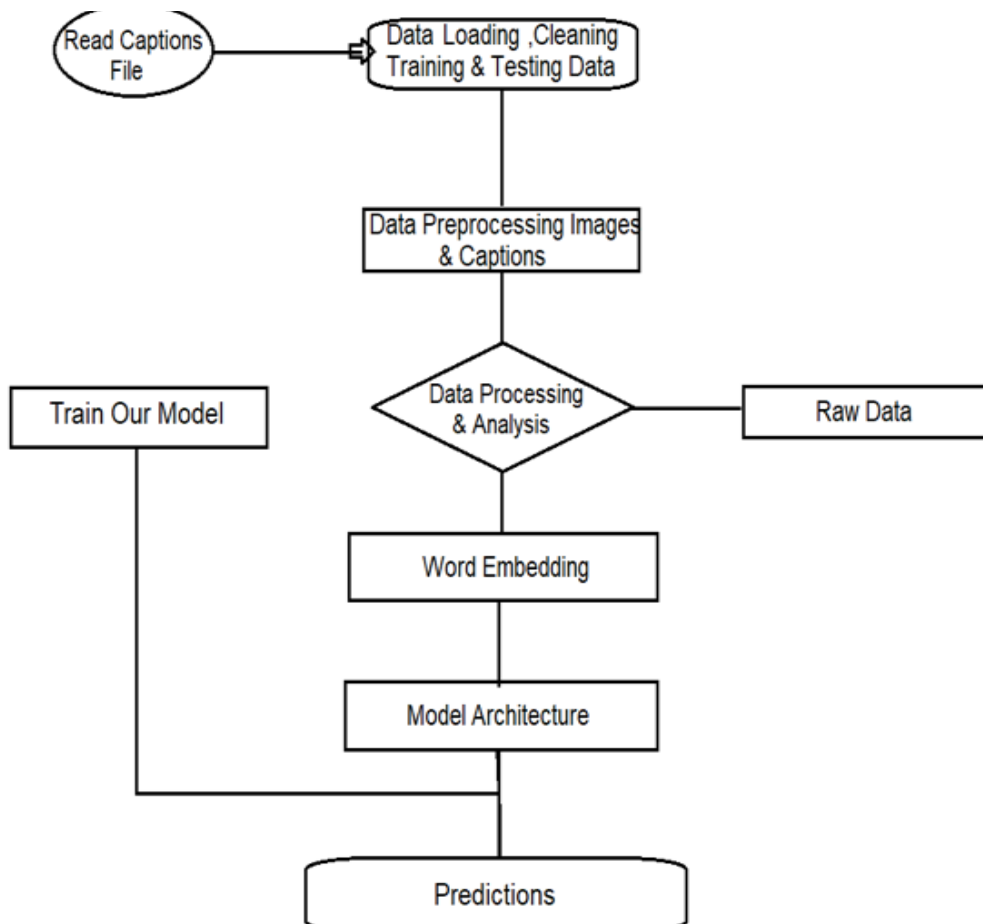 Read Captions
File
Data Loading ,Cleaning
Training & Testing Data
Data Preprocessing Images
& Captions
Data Processing
& Analysis
Train Our Model
Raw Data
Word Embedding
Model Architecture
Predictions